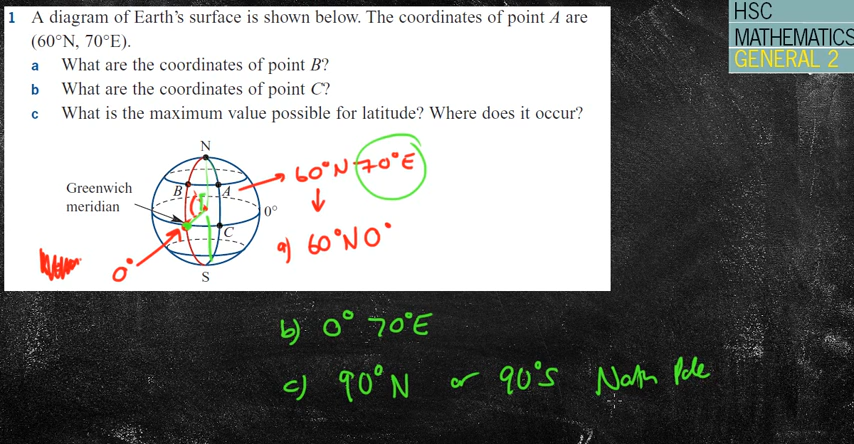 1 A diagram of Earth's surface is shown below. The coordinates of point A are
(60°N, 70°E).
a What are the coordinates of point B?
b What are the coordinates of point C?
c What is the maximum value possible for latitude? Where does it occur?
HSC
MATHEMATICS
GENERAL 2
N
Greenwich
meridian
B
A
0°
C
S
60°N 70°E
a) 60°N 0°
0°
b) 0° 70°E
c) 90°N or 90°S North Pole